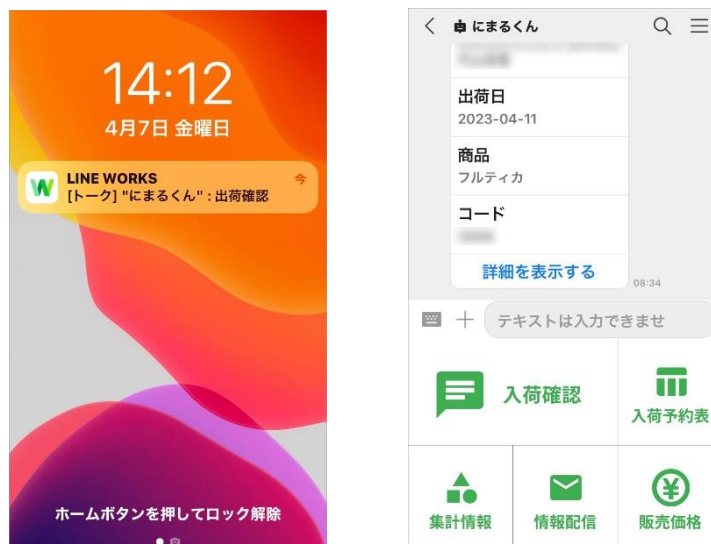 14:12
4月7日 金曜日
LINE WORKS
今
[トーク] "にまるくん" : 出荷確認
ホームボタンを押してロック解除
にまるくん
出荷日
2023-04-11
商品
フルティカ
コード
詳細を表示する
08:34
テキストは入力できませ
入荷確認
入荷予約表
集計情報
情報配信
販売価格